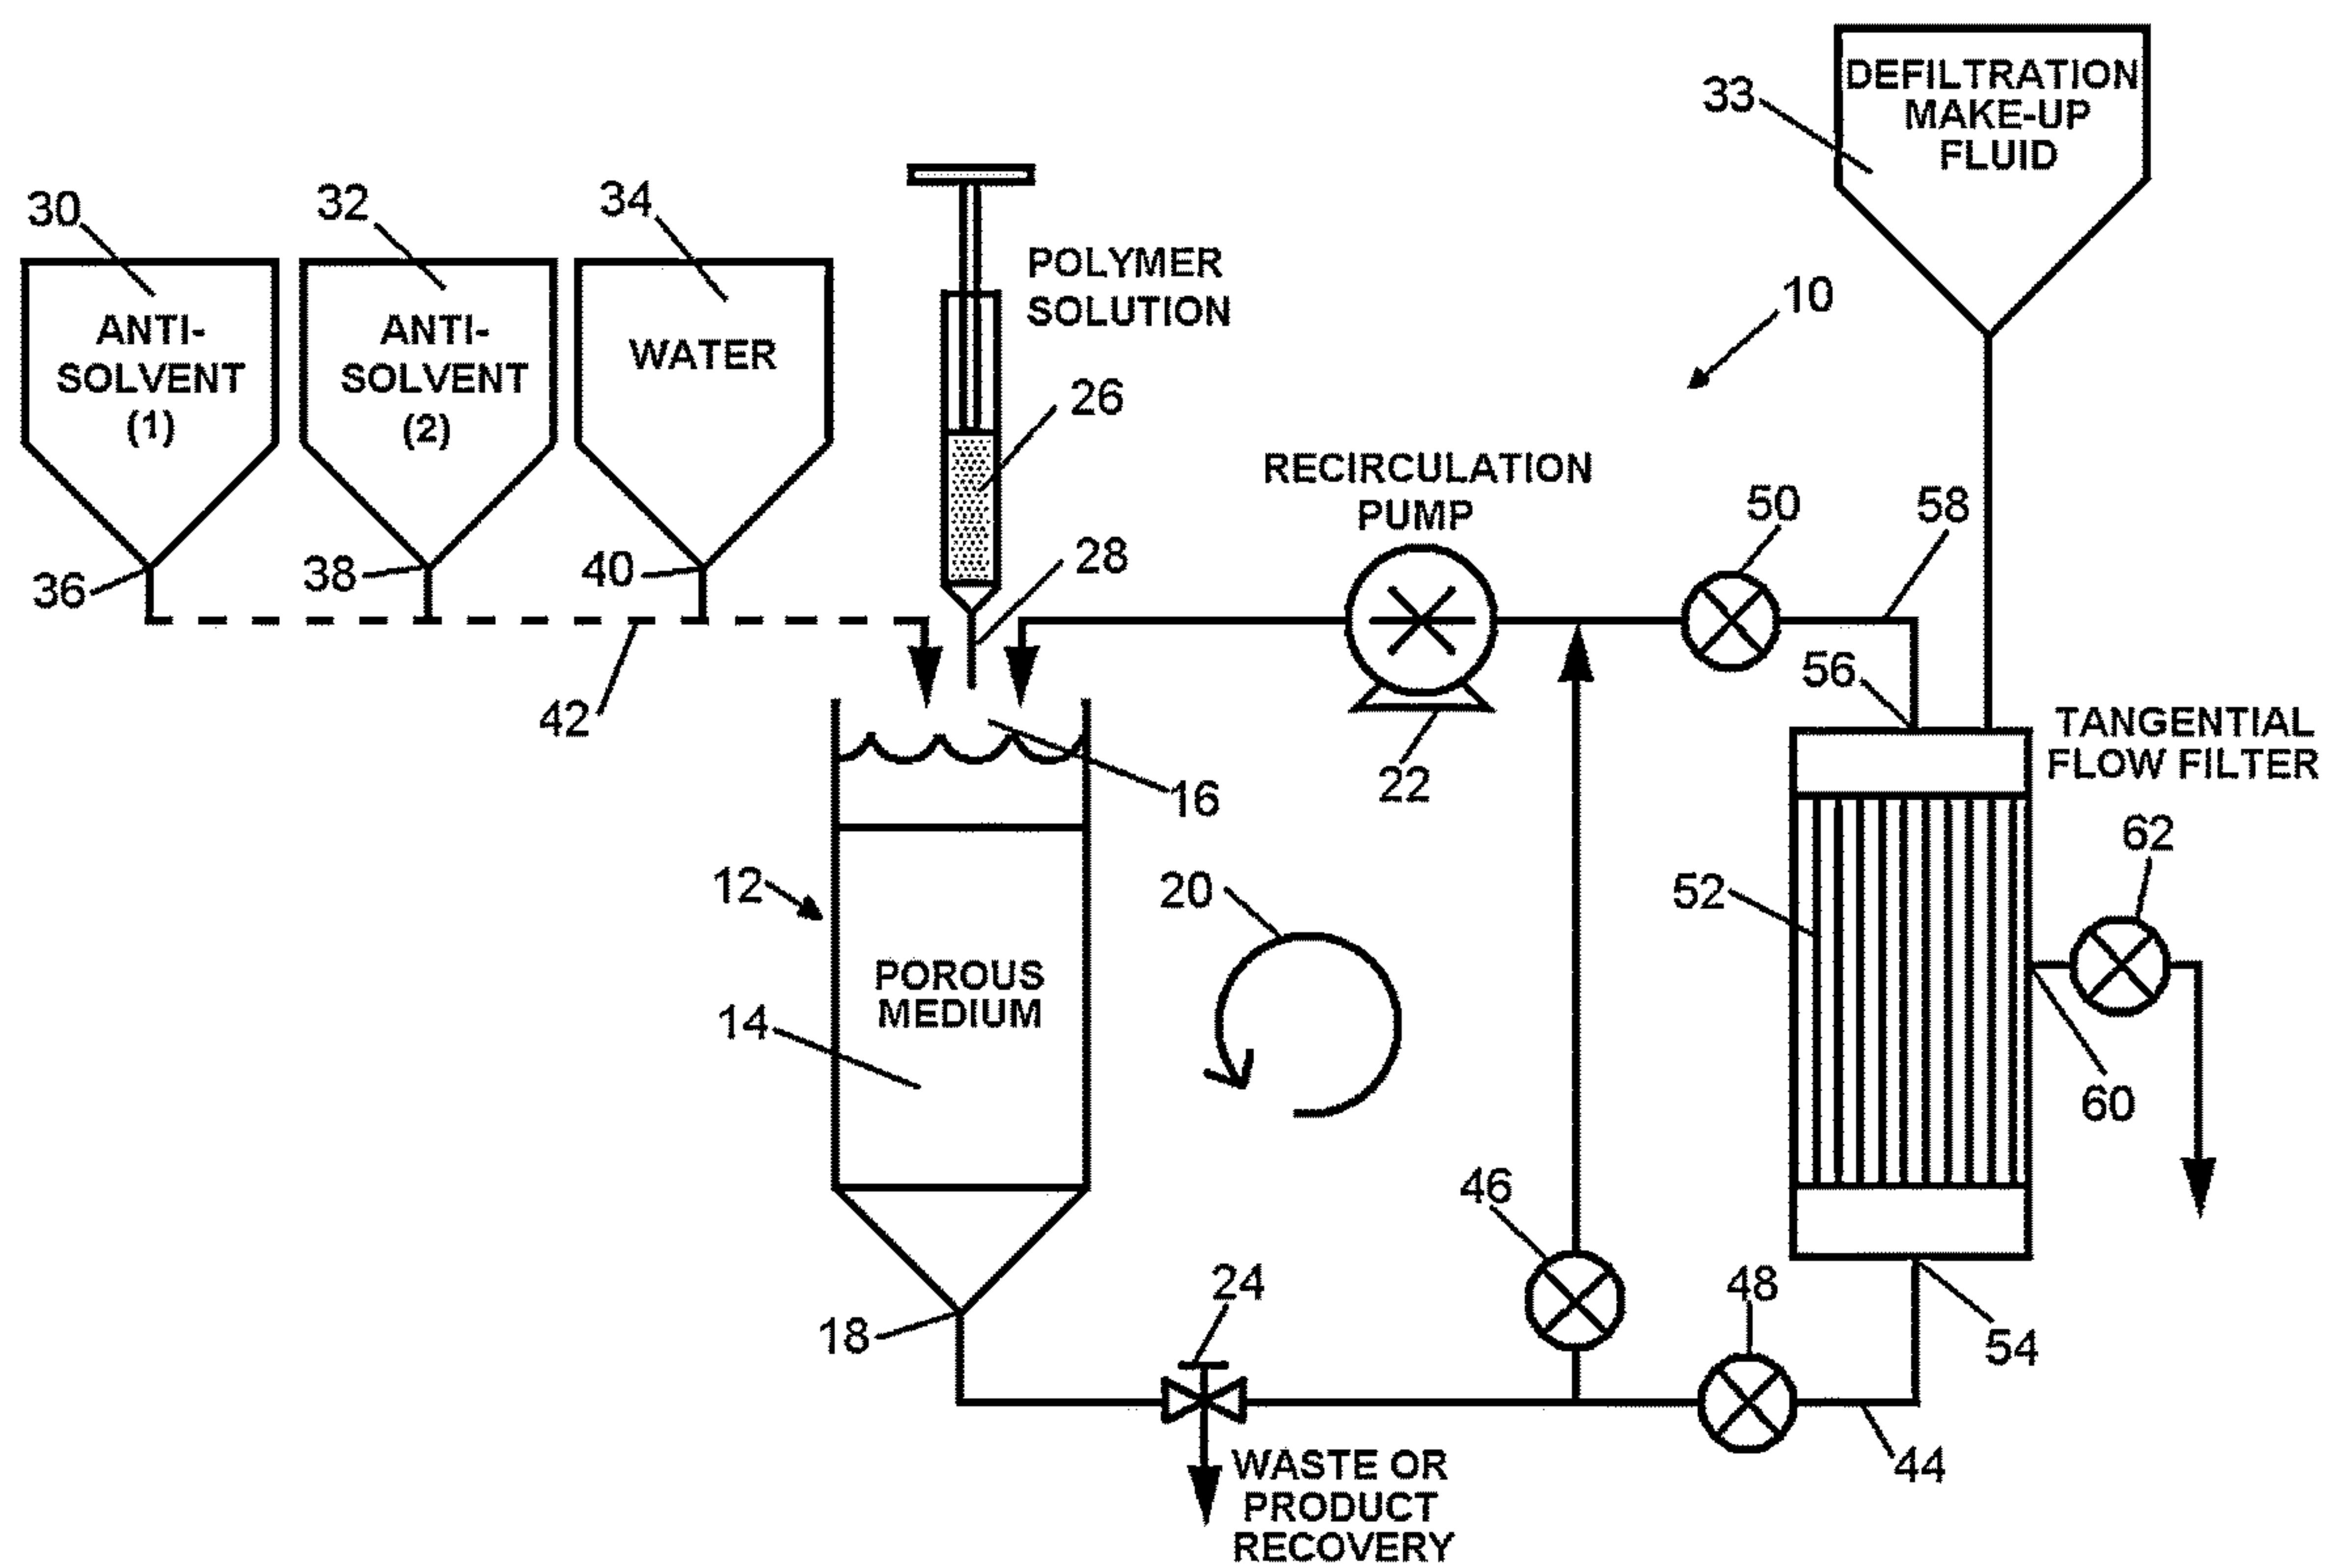 DEFILTRATION
MAKE-UP
FLUID
33
30
32
34
POLYMER
SOLUTION
10
ANTI-
SOLVENT
(1)
ANTI-
SOLVENT
(2)
WATER
26
RECIRCULATION
PUMP
50
58
36
38
40
28
42
56
22
16
TANGENTIAL
FLOW FILTER
62
12
20
52
POROUS
MEDIUM
14
60
46
24
48
18
54
44
WASTE OR
PRODUCT
RECOVERY